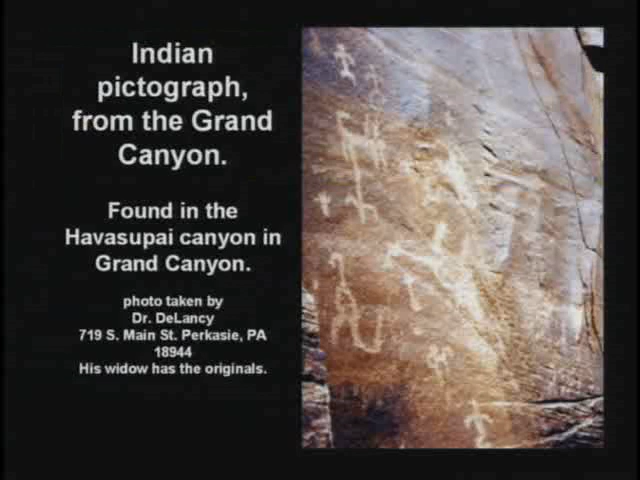 Indian
pictograph,
from the Grand
Canyon.
Found in the
Havasupai canyon in
Grand Canyon.
photo taken by
Dr. DeLancy
719 S. Main St. Perkasie, PA
18944
His widow has the originals.